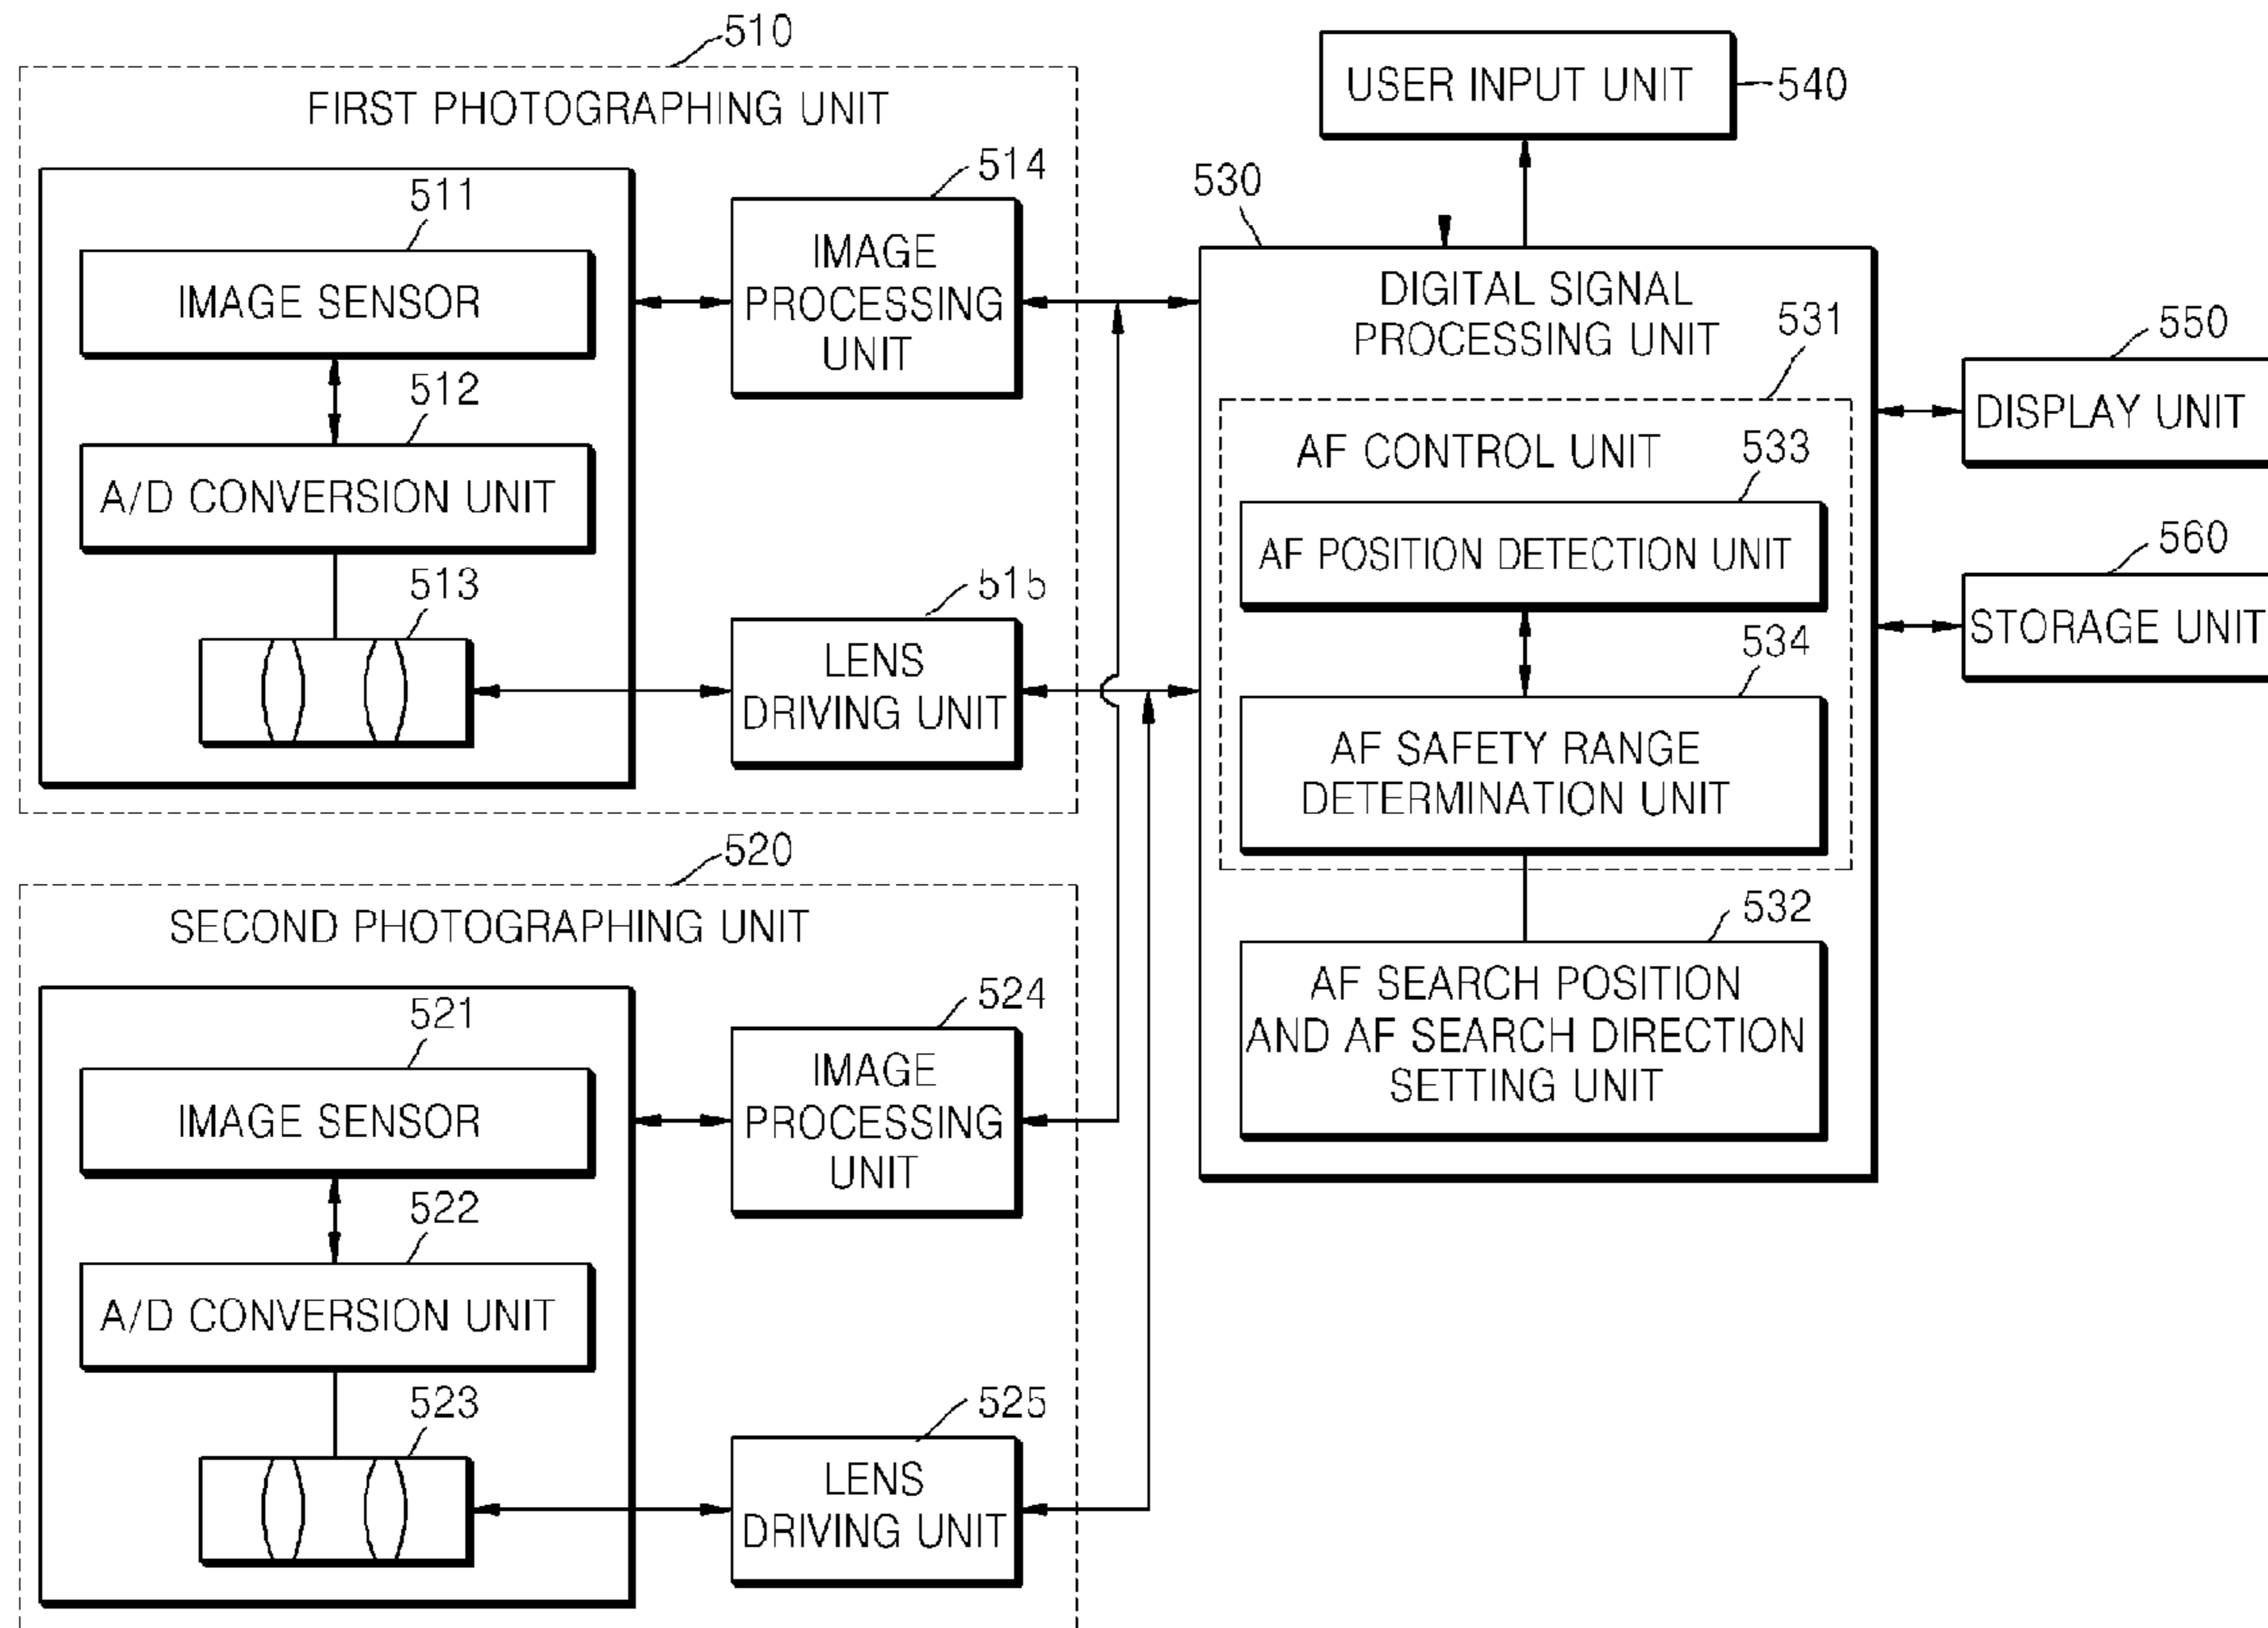 510
FIRST PHOTOGRAPHING UNIT
511
IMAGE SENSOR
512
A/D CONVERSION UNIT
513
514
IMAGE
PROCESSING
UNIT
515
LENS
DRIVING UNIT
520
SECOND PHOTOGRAPHING UNIT
521
IMAGE SENSOR
522
A/D CONVERSION UNIT
523
524
IMAGE
PROCESSING
UNIT
525
LENS
DRIVING UNIT
USER INPUT UNIT
540
530
DIGITAL SIGNAL
PROCESSING UNIT
531
AF CONTROL UNIT
533
AF POSITION DETECTION UNIT
534
AF SAFETY RANGE
DETERMINATION UNIT
532
AF SEARCH POSITION
AND AF SEARCH DIRECTION
SETTING UNIT
550
DISPLAY UNIT
560
STORAGE UNIT